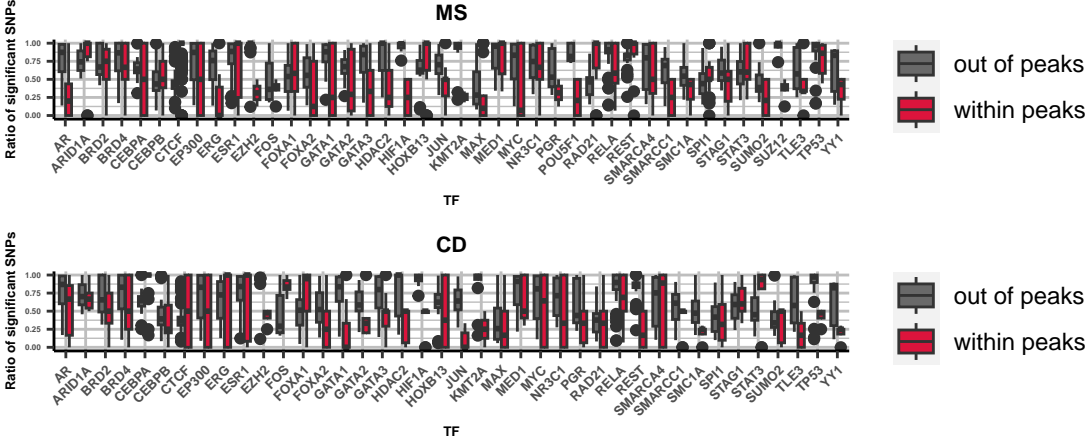 MS
Ratio of significant SNPs
1.00
0.75
0.50
0.25
0.00
AR
ARID1A
BRD2
BRD4
CEBPA
CEBPB
CTCF
EP300
ERG
ESR1
EZH2
FOS
FOXA1
FOXA2
GATA1
GATA2
GATA3
HDAC2
HIF1A
HOXB13
JUN
KMT2A
MAX
MED1
MYC
NR3C1
PGR
POU5F1
RAD21
RELA
REST
SMARCA4
SMARCC1
SMC1A
SPI1
STAG1
STAT3
SUMO2
SUZ12
TLE3
TP53
YY1
TF
out of peaks
within peaks
CD
Ratio of significant SNPs
1.00
0.75
0.50
0.25
0.00
AR
ARID1A
BRD2
BRD4
CEBPA
CEBPB
CTCF
EP300
ERG
ESR1
EZH2
FOS
FOXA1
FOXA2
GATA1
GATA2
GATA3
HDAC2
HIF1A
HOXB13
JUN
KMT2A
MAX
MED1
MYC
NR3C1
PGR
RAD21
RELA
REST
SMARCA4
SMARCC1
SMC1A
SPI1
STAG1
STAT3
SUMO2
TLE3
TP53
YY1
TF
out of peaks
within peaks